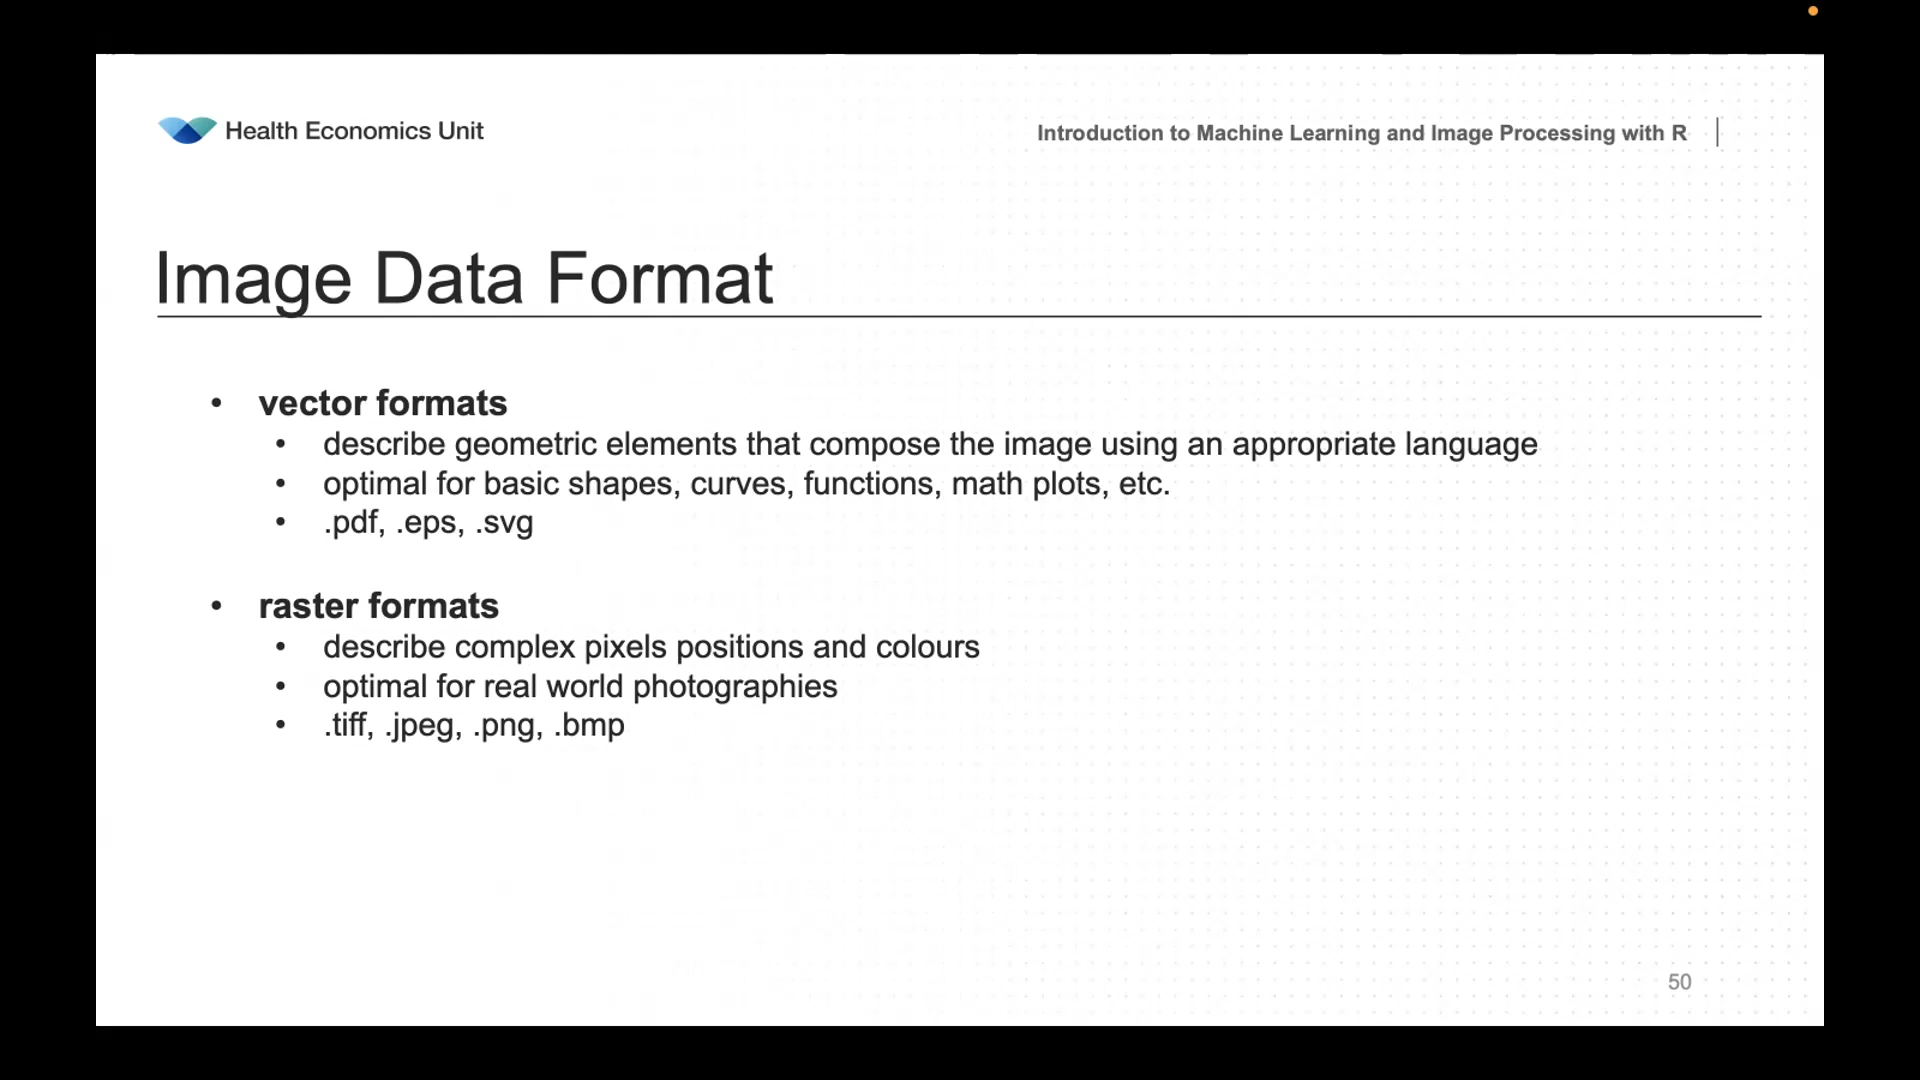 Health Economics Unit
Introduction to Machine Learning and Image Processing with R
Image Data Format
• vector formats
• describe geometric elements that compose the image using an appropriate language
• optimal for basic shapes, curves, functions, math plots, etc.
• .pdf, .eps, .svg
• raster formats
• describe complex pixels positions and colours
• optimal for real world photographies
• .tiff, .jpeg, .png, .bmp
50